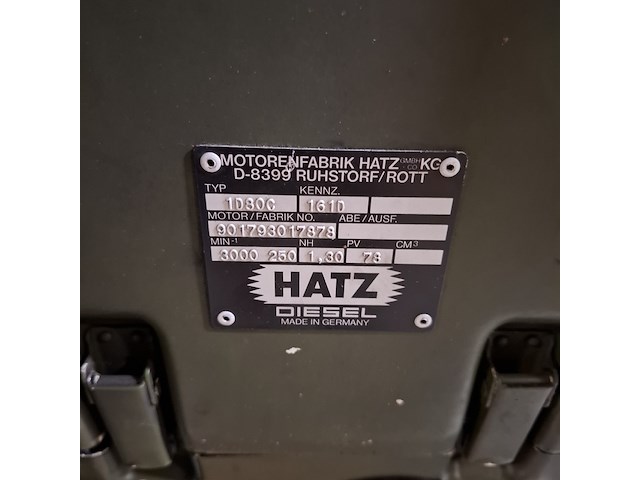 MOTORENFABRIK HATZ GMBH CO KG
D-8399 RUHSTORF/ROTT
TYP KENNZ.
1D80C 161D
MOTOR/FABRIK NO. ABE/AUSF.
901793017878
MIN-¹ NH PV CM³
3000 250 1,30 78
HATZ
DIESEL
MADE IN GERMANY